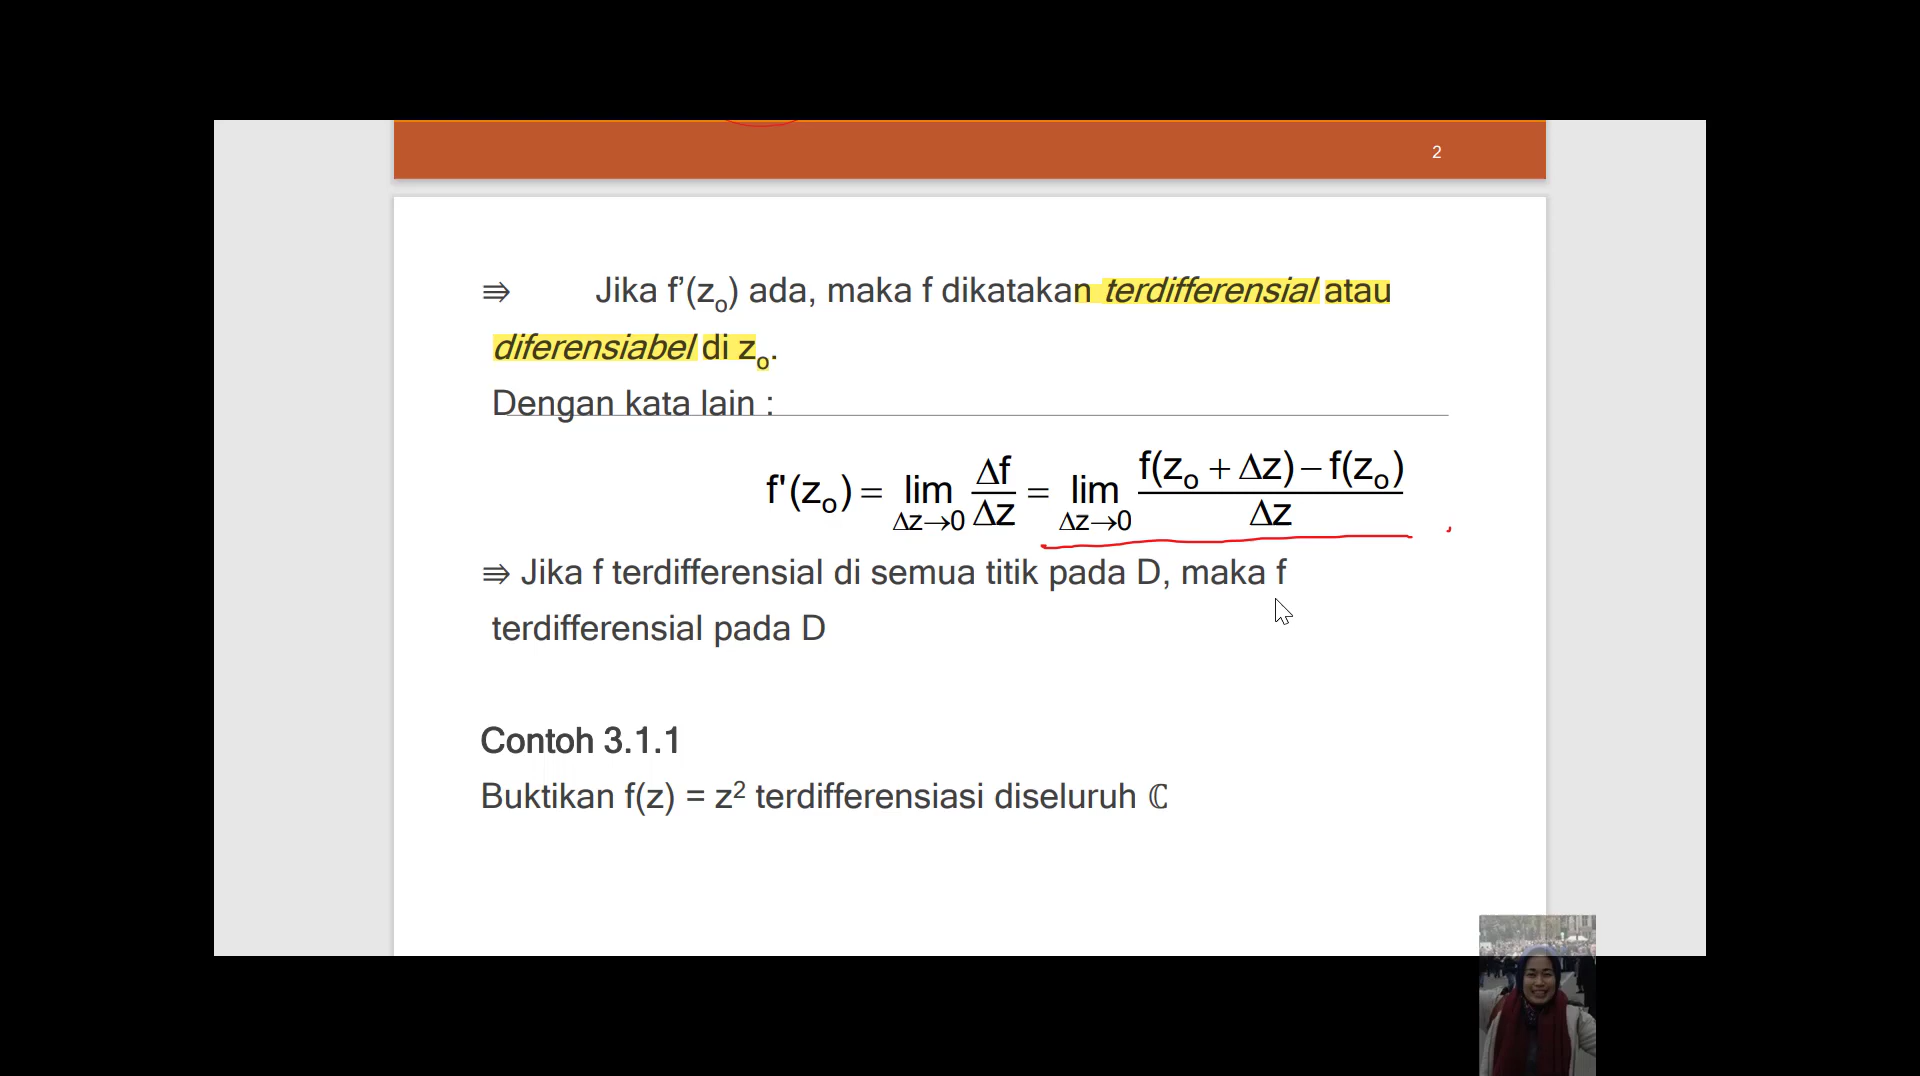 2
⇛ Jika f’(zₒ) ada, maka f dikatakan terdifferensial atau
diferensiabel di zₒ.
Dengan kata lain :
f'(zₒ) = lim Δz→0 Δf/Δz = lim Δz→0 (f(zₒ + Δz) − f(zₒ))/Δz
⇛ Jika f terdifferensial di semua titik pada D, maka f
terdifferensial pada D
Contoh 3.1.1
Buktikan f(z) = z² terdifferensiasi diseluruh ℂ